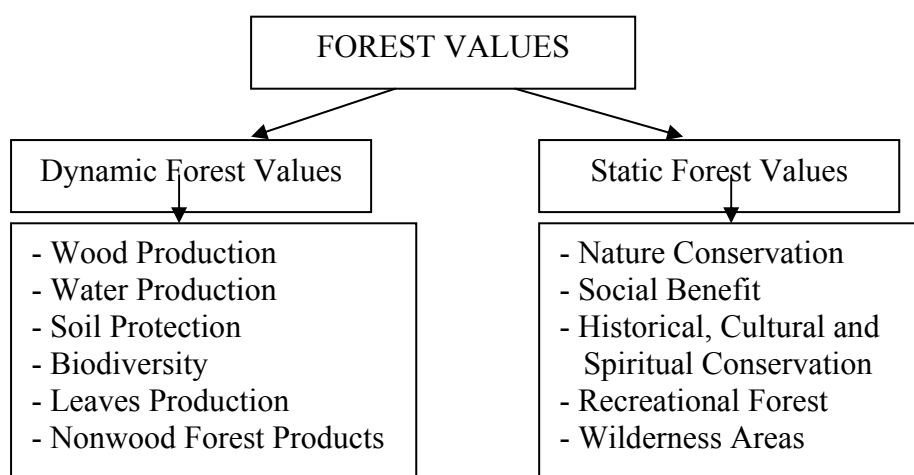 FOREST VALUES
Dynamic Forest Values
- Wood Production
- Water Production
- Soil Protection
- Biodiversity
- Leaves Production
- Nonwood Forest Products
Static Forest Values
- Nature Conservation
- Social Benefit
- Historical, Cultural and
Spiritual Conservation
- Recreational Forest
- Wilderness Areas